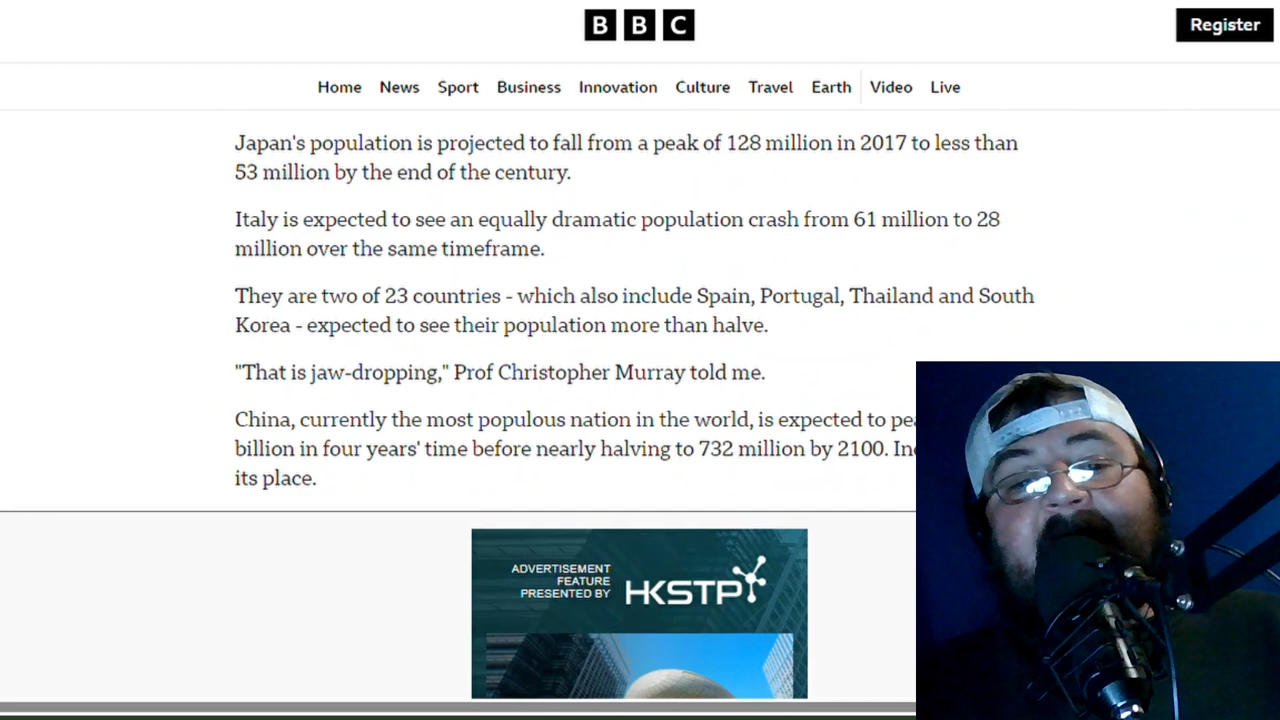 BBC
Register
Home News Sport Business Innovation Culture Travel Earth Video Live
Japan's population is projected to fall from a peak of 128 million in 2017 to less than
53 million by the end of the century.
Italy is expected to see an equally dramatic population crash from 61 million to 28
million over the same timeframe.
They are two of 23 countries - which also include Spain, Portugal, Thailand and South
Korea - expected to see their population more than halve.
"That is jaw-dropping," Prof Christopher Murray told me.
China, currently the most populous nation in the world, is expected to
billion in four years' time before nearly halving to 732 million by 2100.
its place.
ADVERTISEMENT
FEATURE
PRESENTED BY
HKSTP